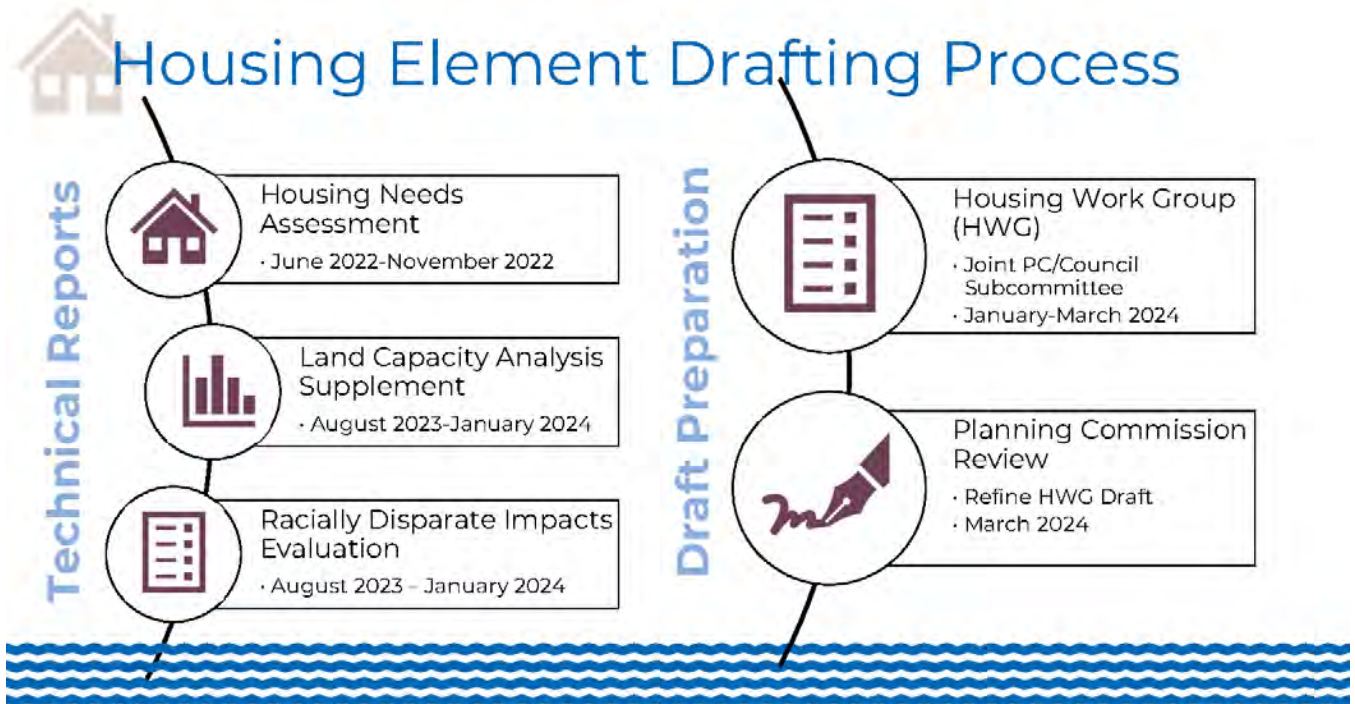 Housing Element Drafting Process
Technical Reports
Housing Needs
Assessment
· June 2022-November 2022
Land Capacity Analysis
Supplement
· August 2023-January 2024
Racially Disparate Impacts
Evaluation
· August 2023 – January 2024
Draft Preparation
Housing Work Group
(HWG)
· Joint PC/Council
Subcommittee
· January-March 2024
Planning Commission
Review
· Refine HWG Draft
· March 2024